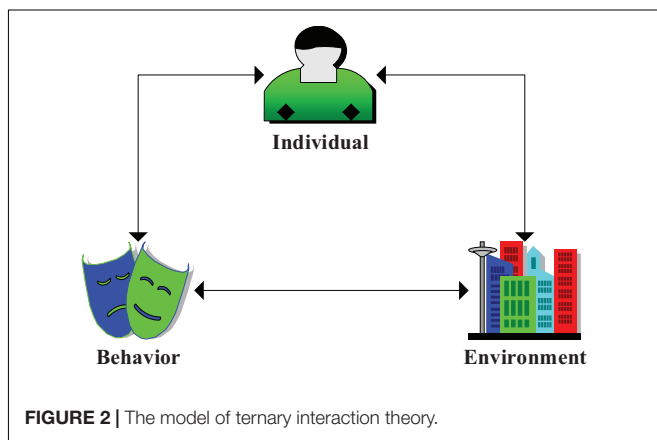 Individual
Behavior
Environment
FIGURE 2 | The model of ternary interaction theory.